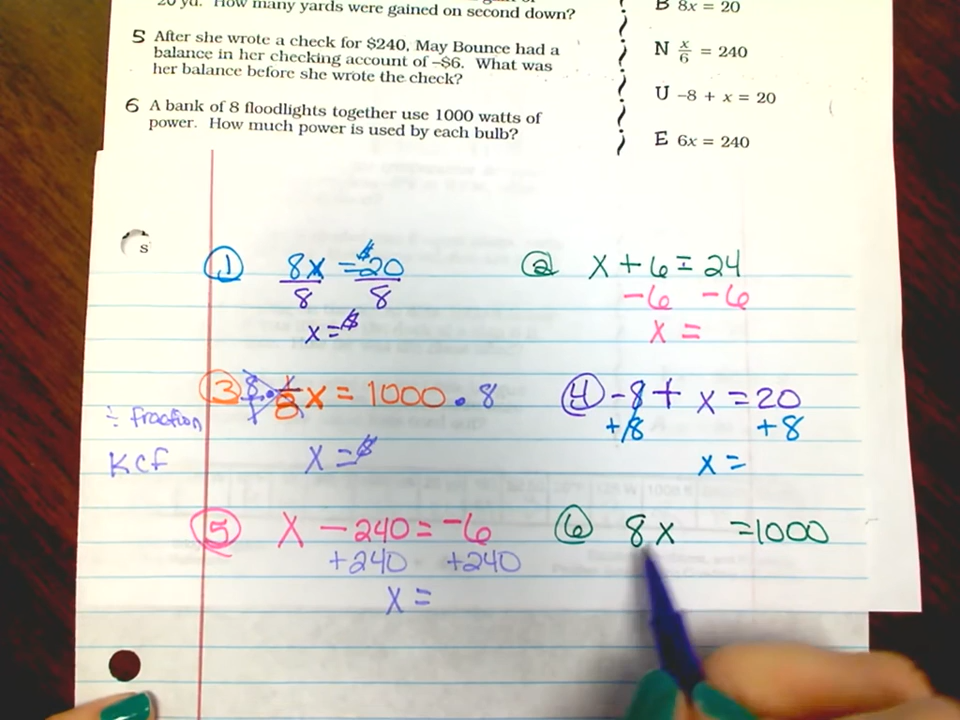 20 yd. How many yards were gained on second down?
5 After she wrote a check for $240, May Bounce had a
balance in her checking account of –$6. What was
her balance before she wrote the check?
6 A bank of 8 floodlights together use 1000 watts of
power. How much power is used by each bulb?
B 8x = 20
N x/6 = 240
U –8 + x = 20
E 6x = 240
s
① 8x = $20
8 8
x = $
② x + 6 = 24
-6 -6
x =
③ 8/1 · 1/8 x = 1000 · 8
÷ fraction
KCF
x = $
④ -8 + x = 20
+8 +8
x =
⑤ x - 240 = -6
+240 +240
x =
⑥ 8x = 1000